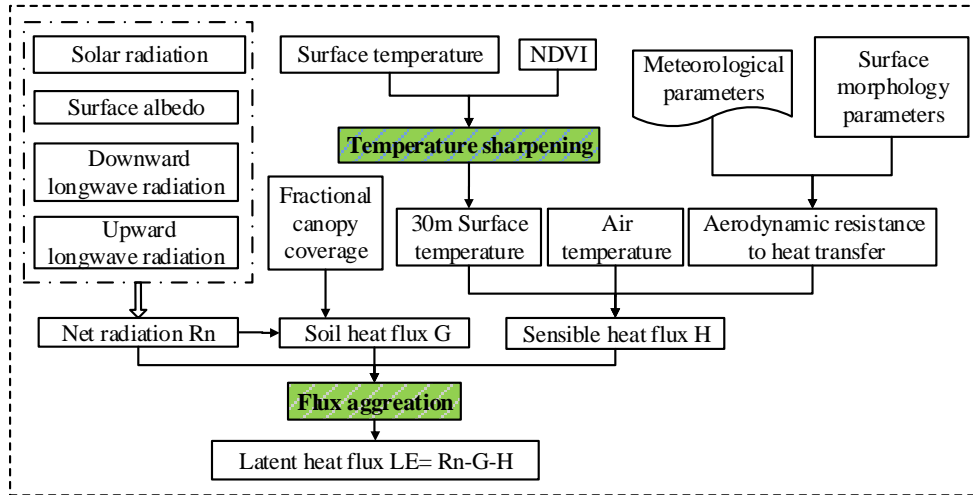 Solar radiation
Surface albedo
Downward
longwave radiation
Upward
longwave radiation
Surface temperature
NDVI
Meteorological
parameters
Surface
morphology
parameters
Temperature sharpening
Fractional
canopy
coverage
30m Surface
temperature
Air
temperature
Aerodynamic resistance
to heat transfer
Net radiation Rn
Soil heat flux G
Sensible heat flux H
Flux aggreation
Latent heat flux LE= Rn-G-H